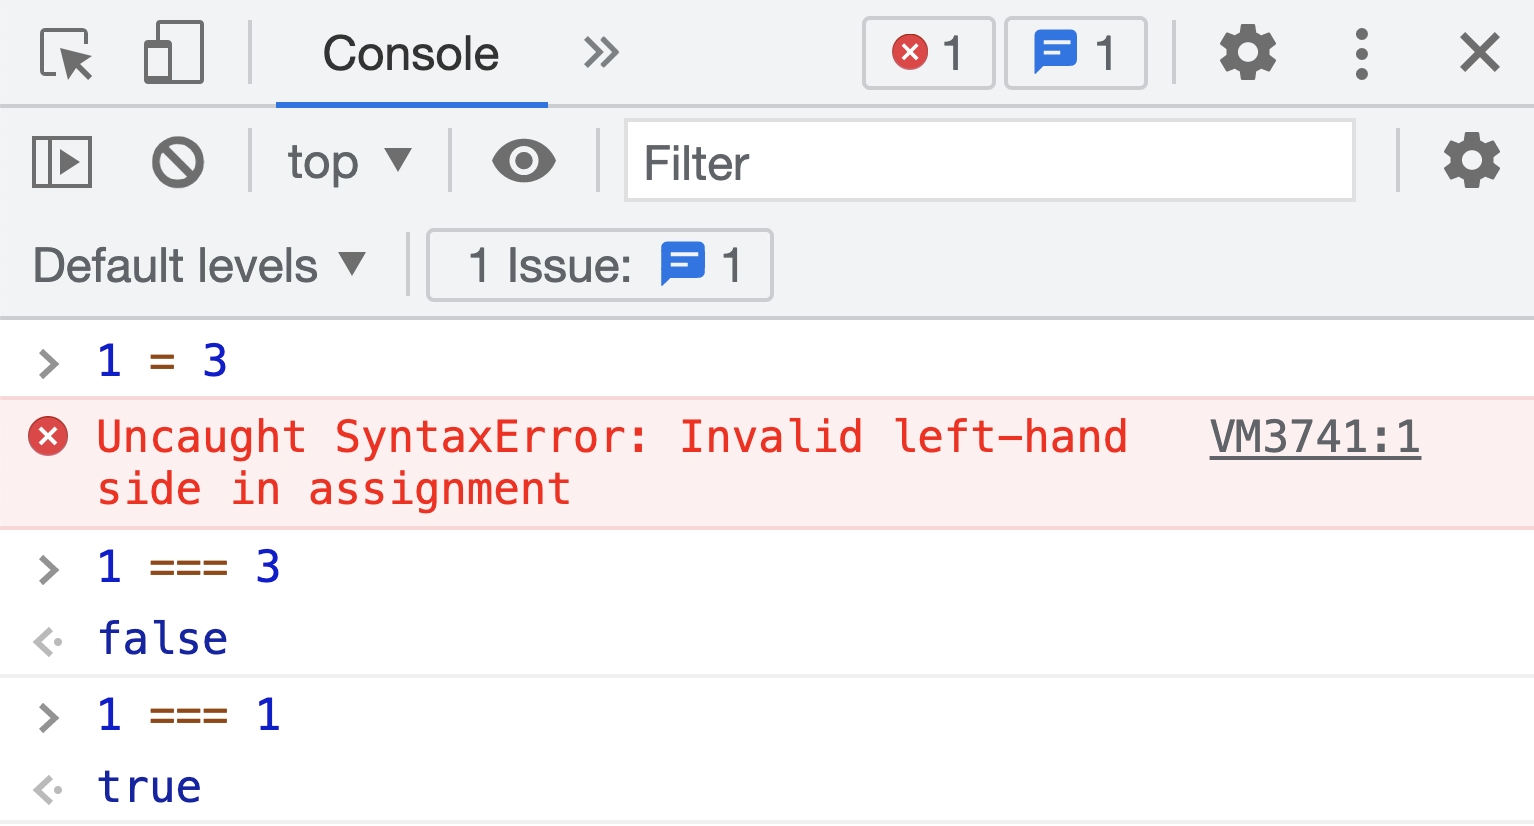 Console 1 1
top Filter
Default levels 1 Issue: 1
1 = 3
Uncaught SyntaxError: Invalid left-hand VM3741:1
side in assignment
1 === 3
false
1 === 1
true